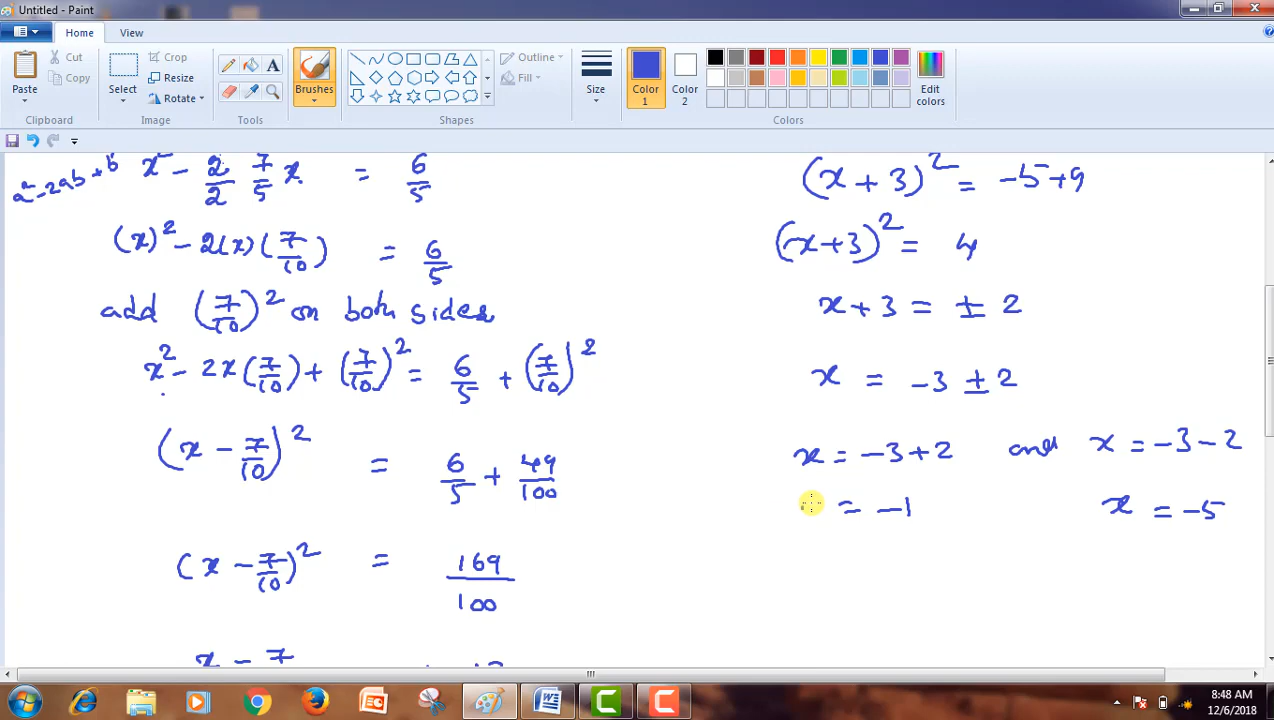 Untitled - Paint
Home View
Cut
Copy
Paste
Clipboard
Select
Crop
Resize
Rotate
Image
Tools
Brushes
Outline
Fill
Shapes
Size
Color 1
Color 2
Edit colors
Colors
a² - 2ab + b² x² - 2/2 7/5 x = 6/5
(x)² - 2(x)(7/10) = 6/5
add (7/10)² on both sides
x² - 2x(7/10) + (7/10)² = 6/5 + (7/10)²
(x - 7/10)² = 6/5 + 49/100
(x - 7/10)² = 169/100
x - 7
(x + 3)² = -5+9
(x+3)² = 4
x+3 = ± 2
x = -3 ± 2
x = -3+2 and x = -3-2
= -1 x = -5
8:48 AM
12/6/2018